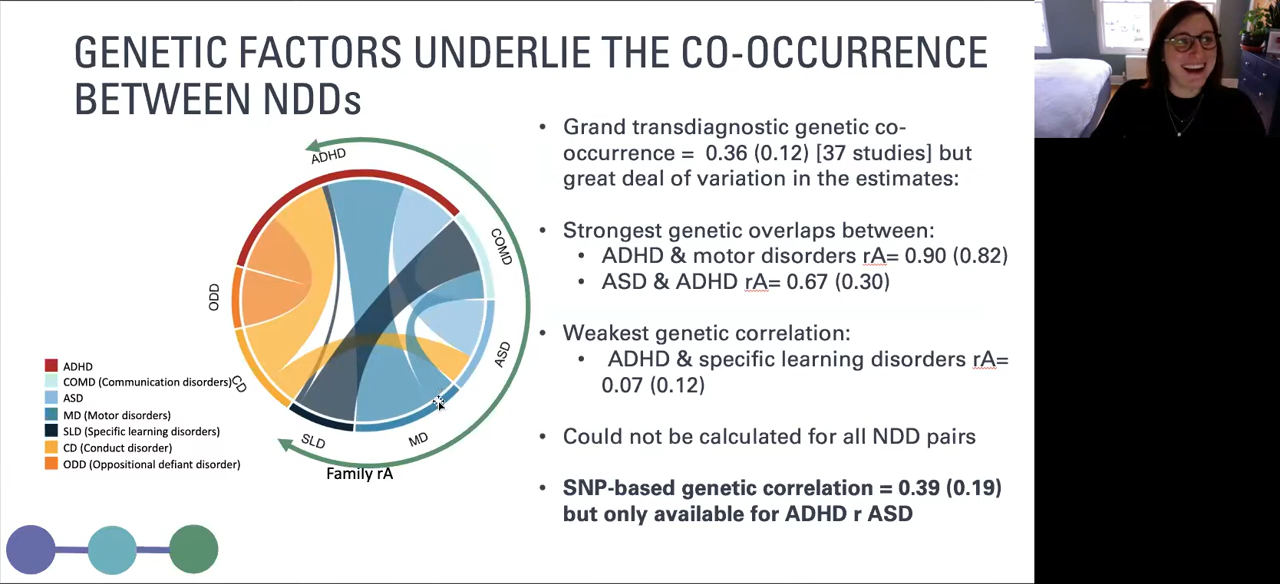 GENETIC FACTORS UNDERLIE THE CO-OCCURRENCE
BETWEEN NDDs
• Grand transdiagnostic genetic co-
occurrence = 0.36 (0.12) [37 studies] but
great deal of variation in the estimates:
• Strongest genetic overlaps between:
• ADHD & motor disorders rA= 0.90 (0.82)
• ASD & ADHD rA= 0.67 (0.30)
• Weakest genetic correlation:
• ADHD & specific learning disorders rA=
0.07 (0.12)
• Could not be calculated for all NDD pairs
• SNP-based genetic correlation = 0.39 (0.19)
but only available for ADHD r ASD
ADHD
COMD
ASD
MD
SLD
CD
ODD
Family rA
ADHD
COMD (Communication disorders)
ASD
MD (Motor disorders)
SLD (Specific learning disorders)
CD (Conduct disorder)
ODD (Oppositional defiant disorder)